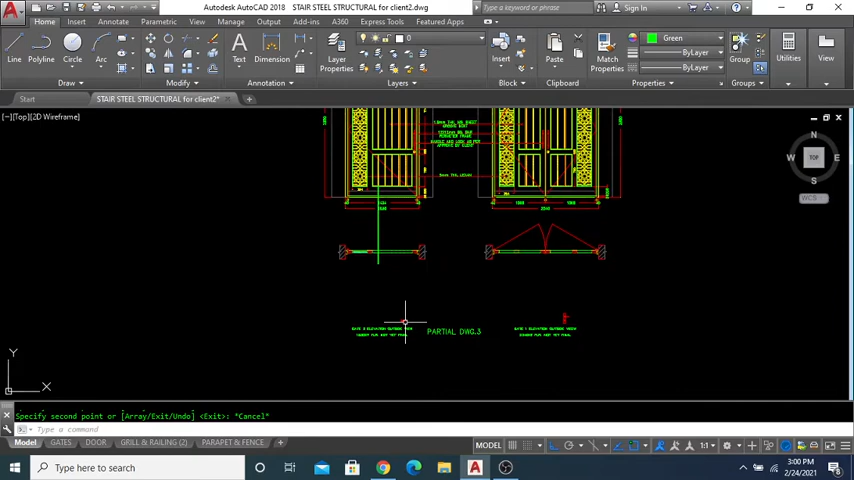 Autodesk AutoCAD 2018 STAIR STEEL STRUCTURAL for client2.dwg
Type a keyword or phrase
Sign In
Home Insert Annotate Parametric View Manage Output Add-ins A360 Express Tools Featured Apps
Line Polyline Circle Arc Text Dimension Layer Properties 0 Insert Paste Match Properties Green ByLayer ByLayer Group Utilities View
Draw Modify Annotation Layers Block Clipboard Properties Groups
Start STAIR STEEL STRUCTURAL for client2.dwg*
[−][Top][2D Wireframe]
N
W TOP E
S
WCS
PARTIAL DWG.3
Y
X
Specify second point or [Array/Exit/Undo] <Exit>: *Cancel*
Type a command
Model GATES DOOR GRILL & RAILING (2) PARAPET & FENCE MODEL 1:1
Type here to search
3:00 PM
2/24/2021